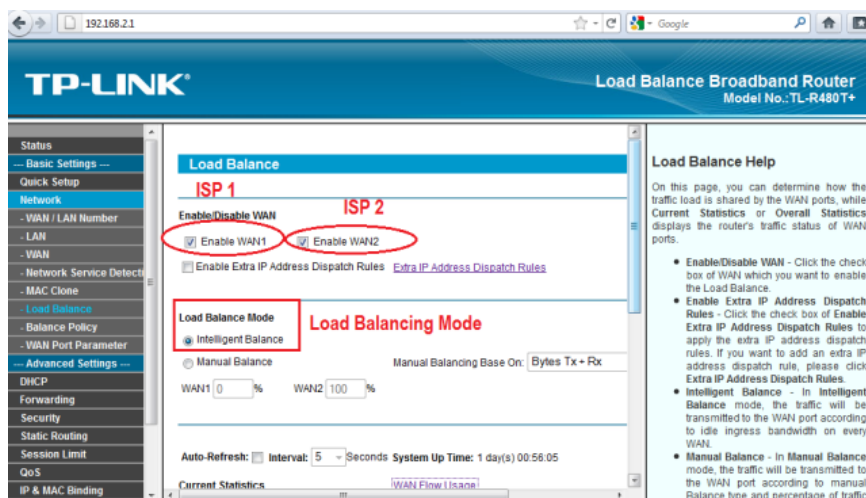 192.168.2.1
Google
TP-LINK®
Load Balance Broadband Router
Model No.:TL-R480T+
Status
--- Basic Settings ---
Quick Setup
Network
- WAN / LAN Number
- LAN
- WAN
- Network Service Detecti
- MAC Clone
- Load Balance
- Balance Policy
- WAN Port Parameter
--- Advanced Settings ---
DHCP
Forwarding
Security
Static Routing
Session Limit
QoS
IP & MAC Binding
Load Balance
ISP 1
ISP 2
Enable/Disable WAN
Enable WAN1 Enable WAN2
Enable Extra IP Address Dispatch Rules Extra IP Address Dispatch Rules
Load Balance Mode
Load Balancing Mode
Intelligent Balance
Manual Balance Manual Balancing Base On: Bytes Tx + Rx
WAN1 0 % WAN2 100 %
Auto-Refresh: Interval: 5 Seconds System Up Time: 1 day(s) 00:56:05
Current Statistics WAN Flow Usage
Load Balance Help
On this page, you can determine how the
traffic load is shared by the WAN ports, while
Current Statistics or Overall Statistics
displays the router's traffic status of WAN
ports.
Enable/Disable WAN - Click the check
box of WAN which you want to enable
the Load Balance.
Enable Extra IP Address Dispatch
Rules - Click the check box of Enable
Extra IP Address Dispatch Rules to
apply the extra IP address dispatch
rules. If you want to add an extra IP
address dispatch rule, please click
Extra IP Address Dispatch Rules.
Intelligent Balance - In Intelligent
Balance mode, the traffic will be
transmitted to the WAN port according
to idle ingress bandwidth on every
WAN.
Manual Balance - In Manual Balance
mode, the traffic will be transmitted to
the WAN port according to manual
Balance type and percentage of traffic